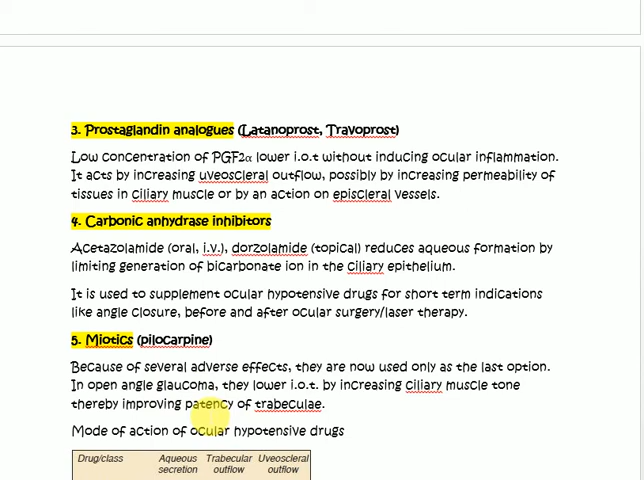 3. Prostaglandin analogues (Latanoprost, Travoprost)
Low concentration of PGF2α lower i.o.t without inducing ocular inflammation.
It acts by increasing uveoscleral outflow, possibly by increasing permeability of
tissues in ciliary muscle or by an action on episcleral vessels.
4. Carbonic anhydrase inhibitors
Acetazolamide (oral, i.v.), dorzolamide (topical) reduces aqueous formation by
limiting generation of bicarbonate ion in the ciliary epithelium.
It is used to supplement ocular hypotensive drugs for short term indications
like angle closure, before and after ocular surgery/laser therapy.
5. Miotics (pilocarpine)
Because of several adverse effects, they are now used only as the last option.
In open angle glaucoma, they lower i.o.t. by increasing ciliary muscle tone
thereby improving patency of trabeculae.
Mode of action of ocular hypotensive drugs
Drug/class Aqueous secretion Trabecular outflow Uveoscleral outflow